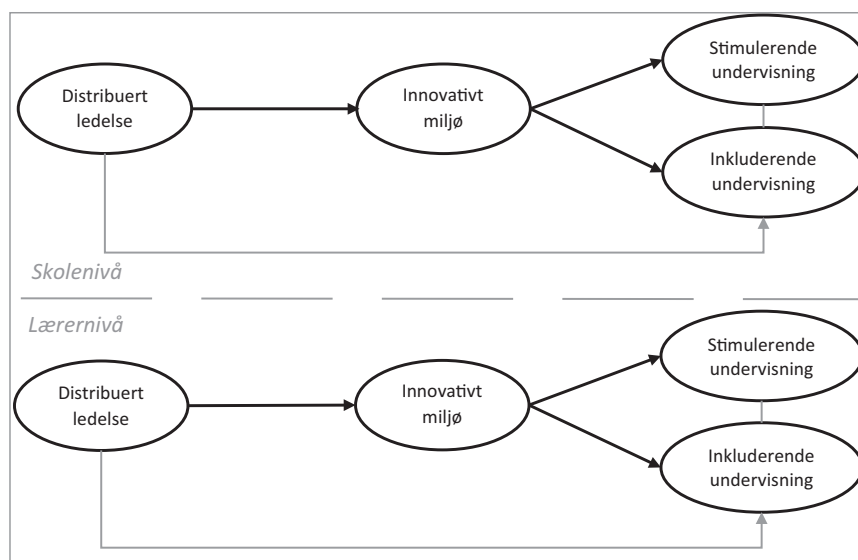 Stimulerende
undervisning
Distribuert
ledelse
Innovativt
miljø
Inkluderende
undervisning
Skolenivå
Lærernivå
Stimulerende
undervisning
Distribuert
ledelse
Innovativt
miljø
Inkluderende
undervisning